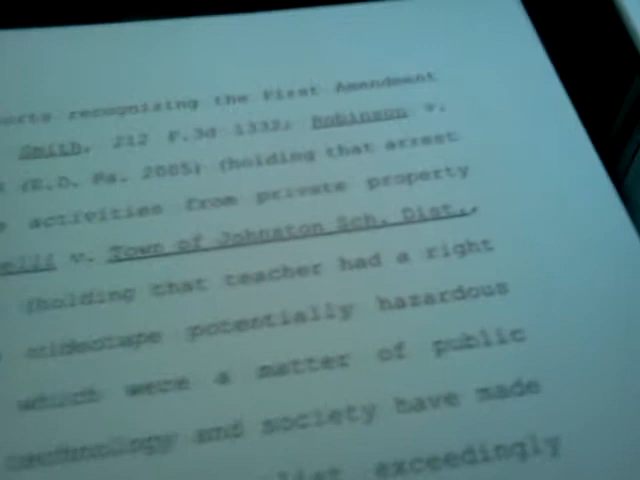 recognizing the First Amendment
Smith, 212 F.3d 1332; Robinson v.
(E.D. Pa. 2005) (holding that arrest
activities from private property
v. Town of Johnston Sch. Dist.,
(holding that teacher had a right
videotape potentially hazardous
which were a matter of public
technology and society have made
exceedingly